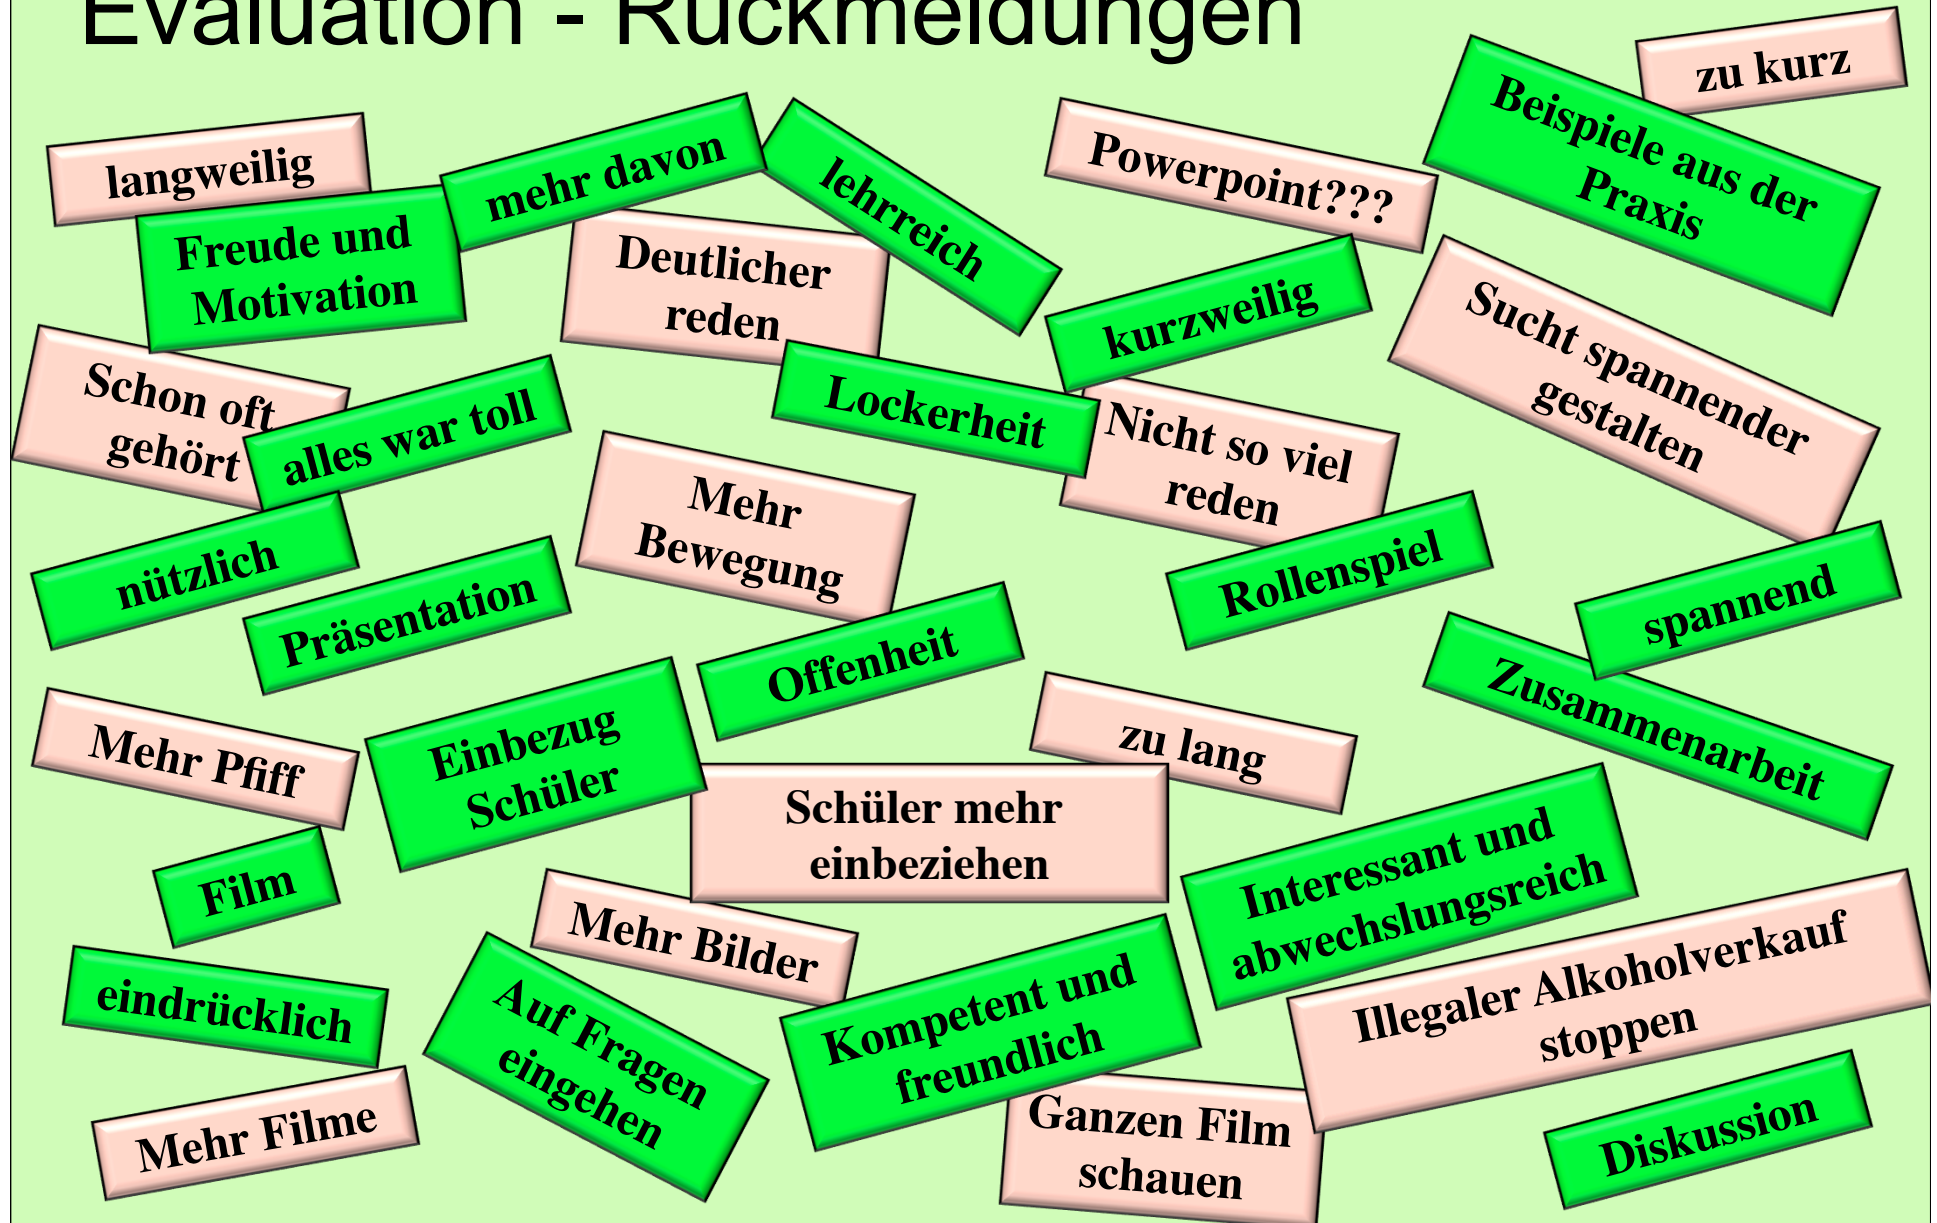 Evaluation - Rückmeldungen
zu kurz
Beispiele aus der
Praxis
langweilig
mehr davon
lehrreich
Powerpoint???
Freude und
Motivation
Deutlicher
reden
kurzweilig
Sucht spannender
gestalten
Schon oft
gehört
alles war toll
Lockerheit
Nicht so viel
reden
Mehr
Bewegung
nützlich
Präsentation
Rollenspiel
spannend
Offenheit
Zusammenarbeit
Mehr Pfiff
Einbezug
Schüler
zu lang
Schüler mehr
einbeziehen
Film
Interessant und
abwechslungsreich
Mehr Bilder
Illegaler Alkoholverkauf
stoppen
eindrücklich
Auf Fragen
eingehen
Kompetent und
freundlich
Mehr Filme
Ganzen Film
schauen
Diskussion